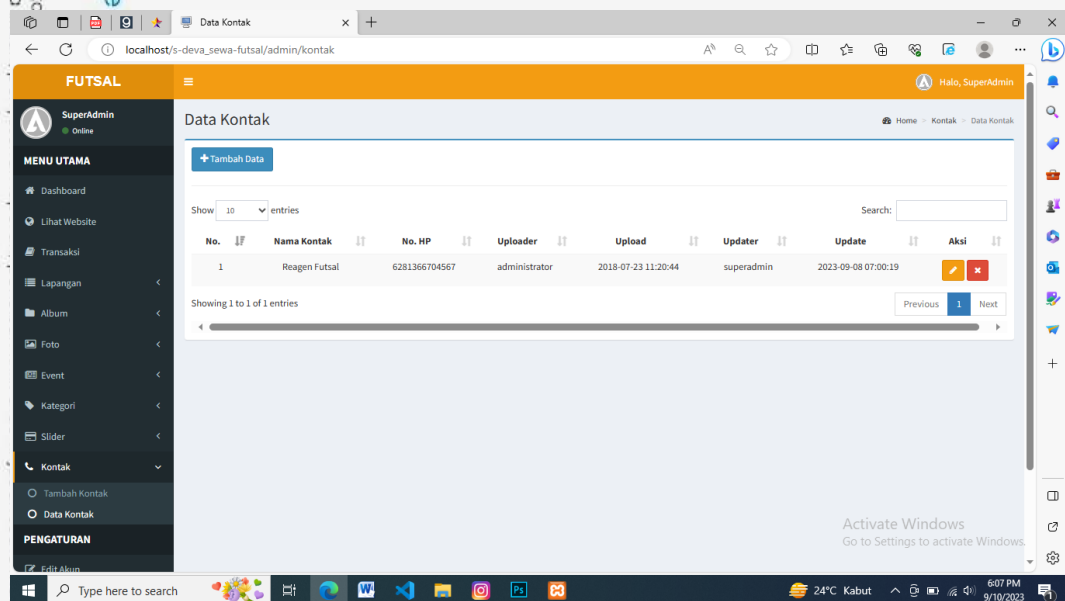 Data Kontak
localhost/s-deva_sewa-futsal/admin/kontak
FUTSAL
Halo, SuperAdmin
SuperAdmin
Online
Data Kontak
Home > Kontak > Data Kontak
MENU UTAMA
Tambah Data
Dashboard
Show 10 entries
Search:
Lihat Website
No. Nama Kontak No. HP Uploader Upload Updater Update Aksi
Transaksi
1 Reagen Futsal 6281366704567 administrator 2018-07-23 11:20:44 superadmin 2023-09-08 07:00:19
Lapangan
Showing 1 to 1 of 1 entries
Previous 1 Next
Album
Foto
Event
Kategori
Slider
Kontak
Tambah Kontak
Data Kontak
PENGATURAN
Edit Akun
Activate Windows
Go to Settings to activate Windows.
Type here to search
24°C Kabut
6:07 PM
9/10/2023